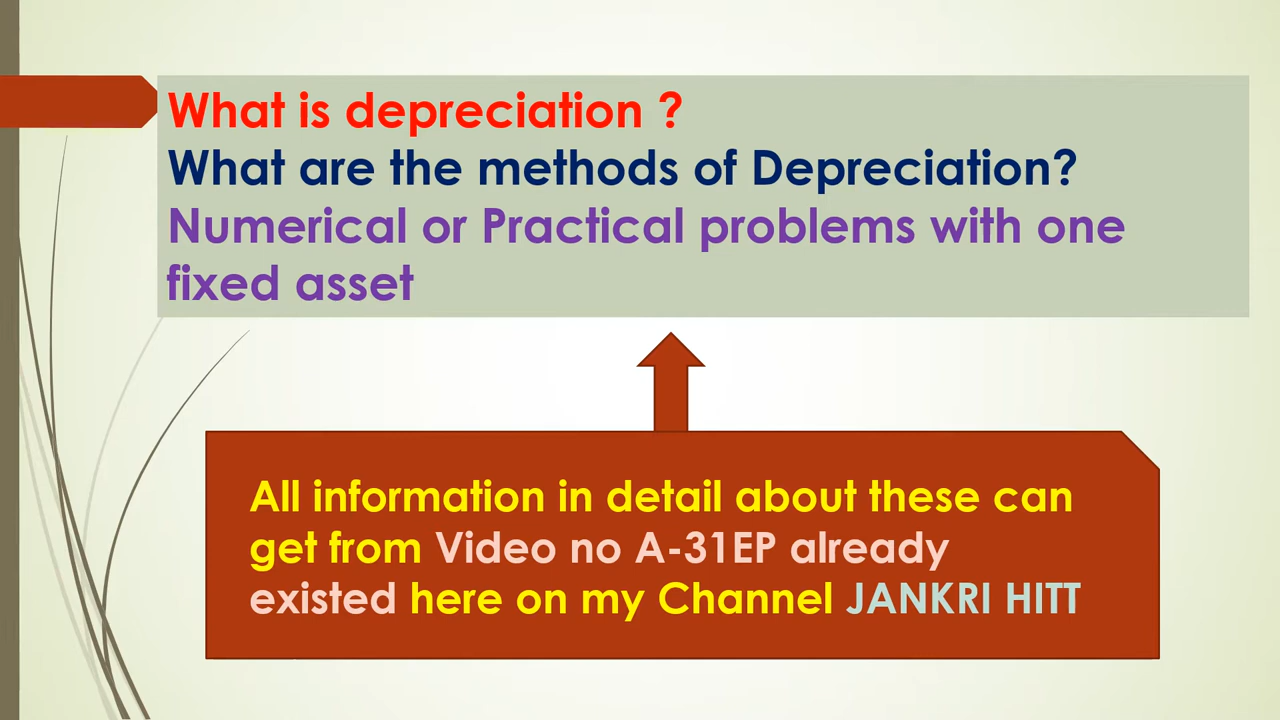 What is depreciation ?
What are the methods of Depreciation?
Numerical or Practical problems with one
fixed asset
All information in detail about these can
get from Video no A-31EP already
existed here on my Channel JANKRI HITT